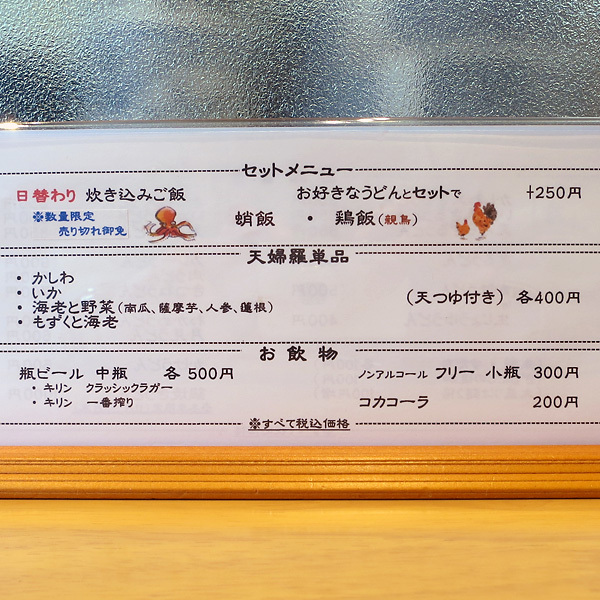 セットメニュー
日替わり 炊き込みご飯 お好きなうどんとセットで +250円
※数量限定
売り切れ御免
蛸飯 ・ 鶏飯(親鳥)
天婦羅単品
・ かしわ
・ いか
・ 海老と野菜(南瓜、薩摩芋、人参、蓮根)
・ もずくと海老
(天つゆ付き) 各400円
お飲物
瓶ビール 中瓶 各500円 ノンアルコール フリー 小瓶 300円
・ キリン クラッシックラガー
・ キリン 一番搾り
コカコーラ 200円
※すべて税込価格